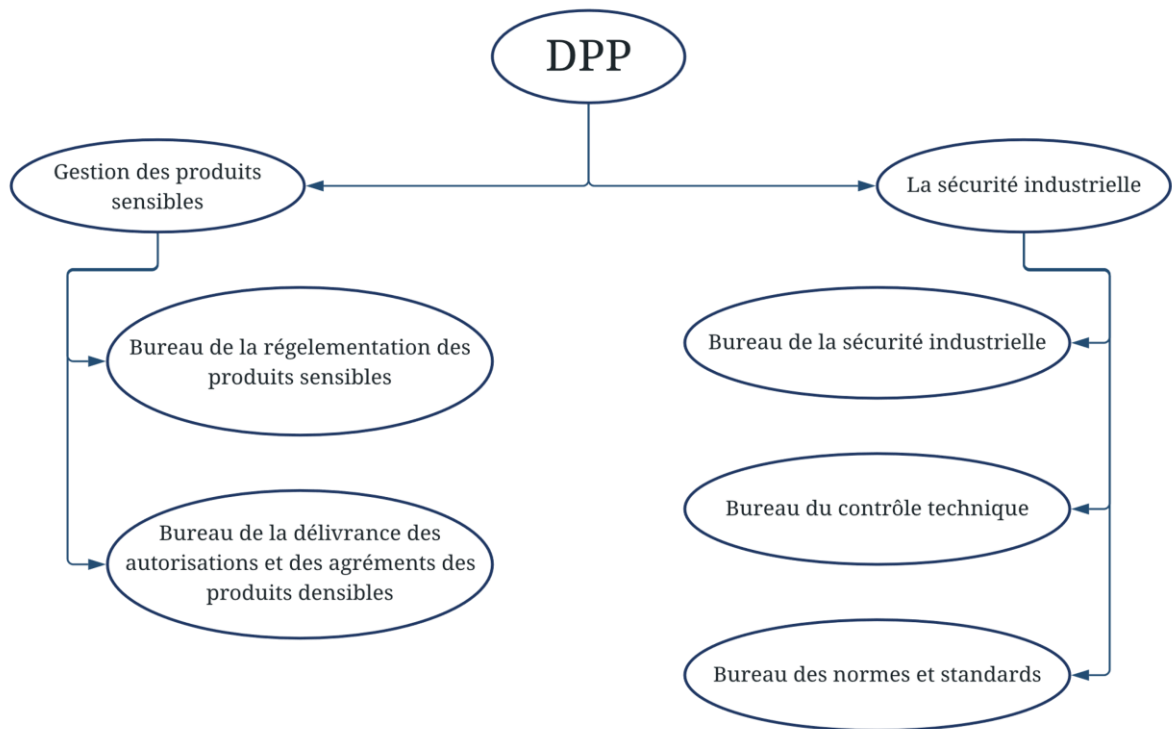 DPP
Gestion des produits
sensibles
La sécurité industrielle
Bureau de la régelementation des
produits sensibles
Bureau de la délivrance des
autorisations et des agréments des
produits densibles
Bureau de la sécurité industrielle
Bureau du contrôle technique
Bureau des normes et standards